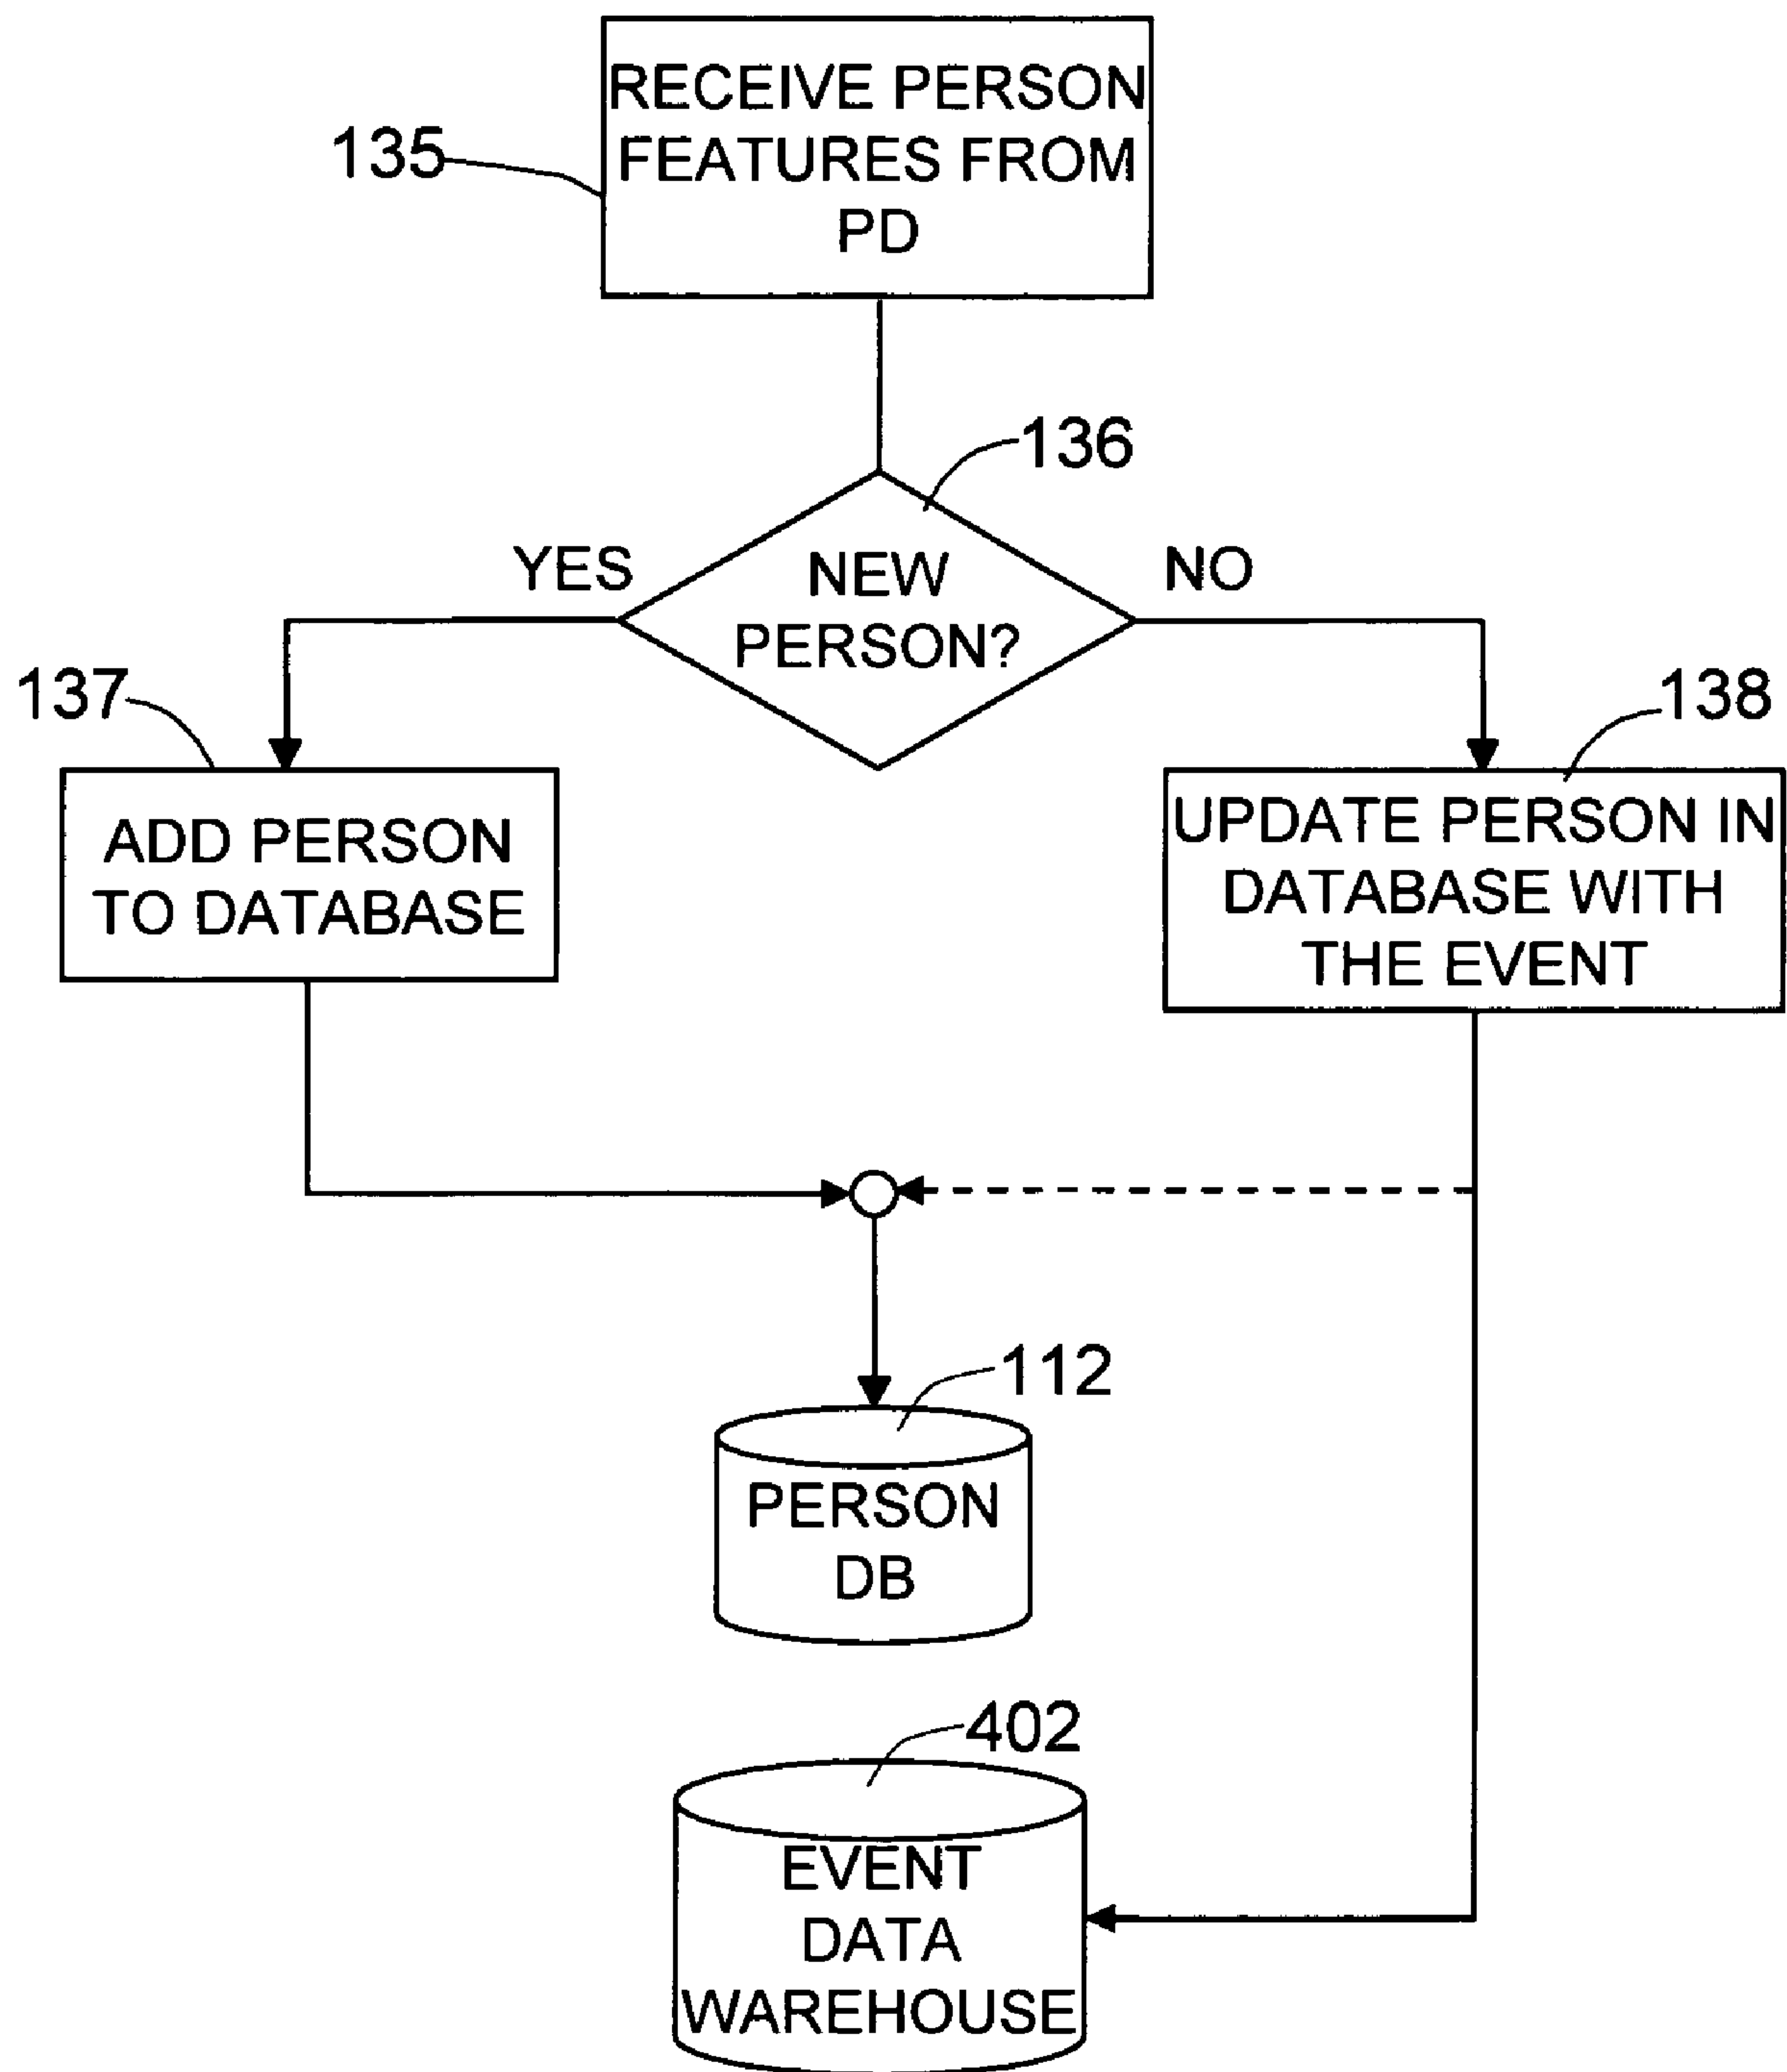 RECEIVE PERSON
FEATURES FROM
PD
135
136
YES
NEW
PERSON?
NO
137
138
ADD PERSON
TO DATABASE
UPDATE PERSON IN
DATABASE WITH
THE EVENT
112
PERSON
DB
402
EVENT
DATA
WAREHOUSE